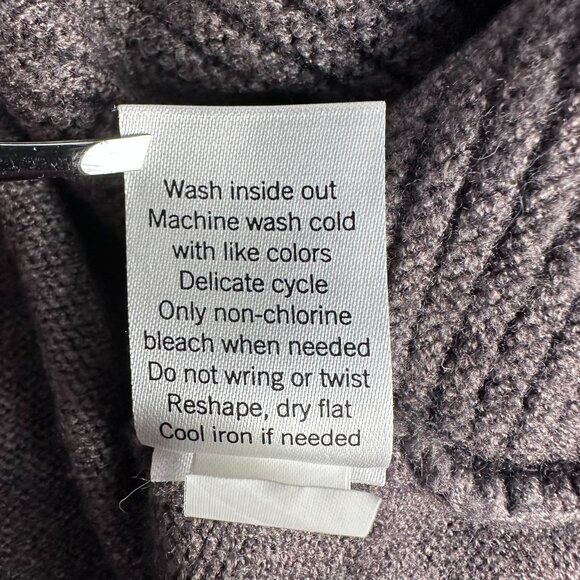 Wash inside out
Machine wash cold
with like colors
Delicate cycle
Only non-chlorine
bleach when needed
Do not wring or twist
Reshape, dry flat
Cool iron if needed